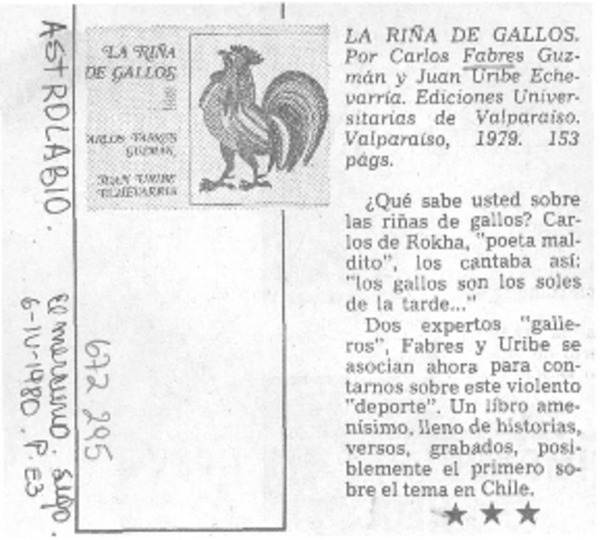 ASTROLABIO.
El mercurio. Stgo.
6-IV-1980. P. E3
672 295
LA RIÑA
DE GALLOS
CARLOS FABRES
GUZMAN,
JUAN URIBE
ECHEVARRIA
LA RIÑA DE GALLOS.
Por Carlos Fabres Guz-
mán y Juan Uribe Eche-
varría. Ediciones Univer-
sitarias de Valparaíso.
Valparaíso, 1979. 153
págs.
¿Qué sabe usted sobre
las riñas de gallos? Car-
los de Rokha, "poeta mal-
dito", los cantaba así:
"los gallos son los soles
de la tarde..."
Dos expertos "galle-
ros", Fabres y Uribe se
asocian ahora para con-
tarnos sobre este violento
"deporte". Un libro ame-
nísimo, lleno de historias,
versos, grabados, posi-
blemente el primero so-
bre el tema en Chile.